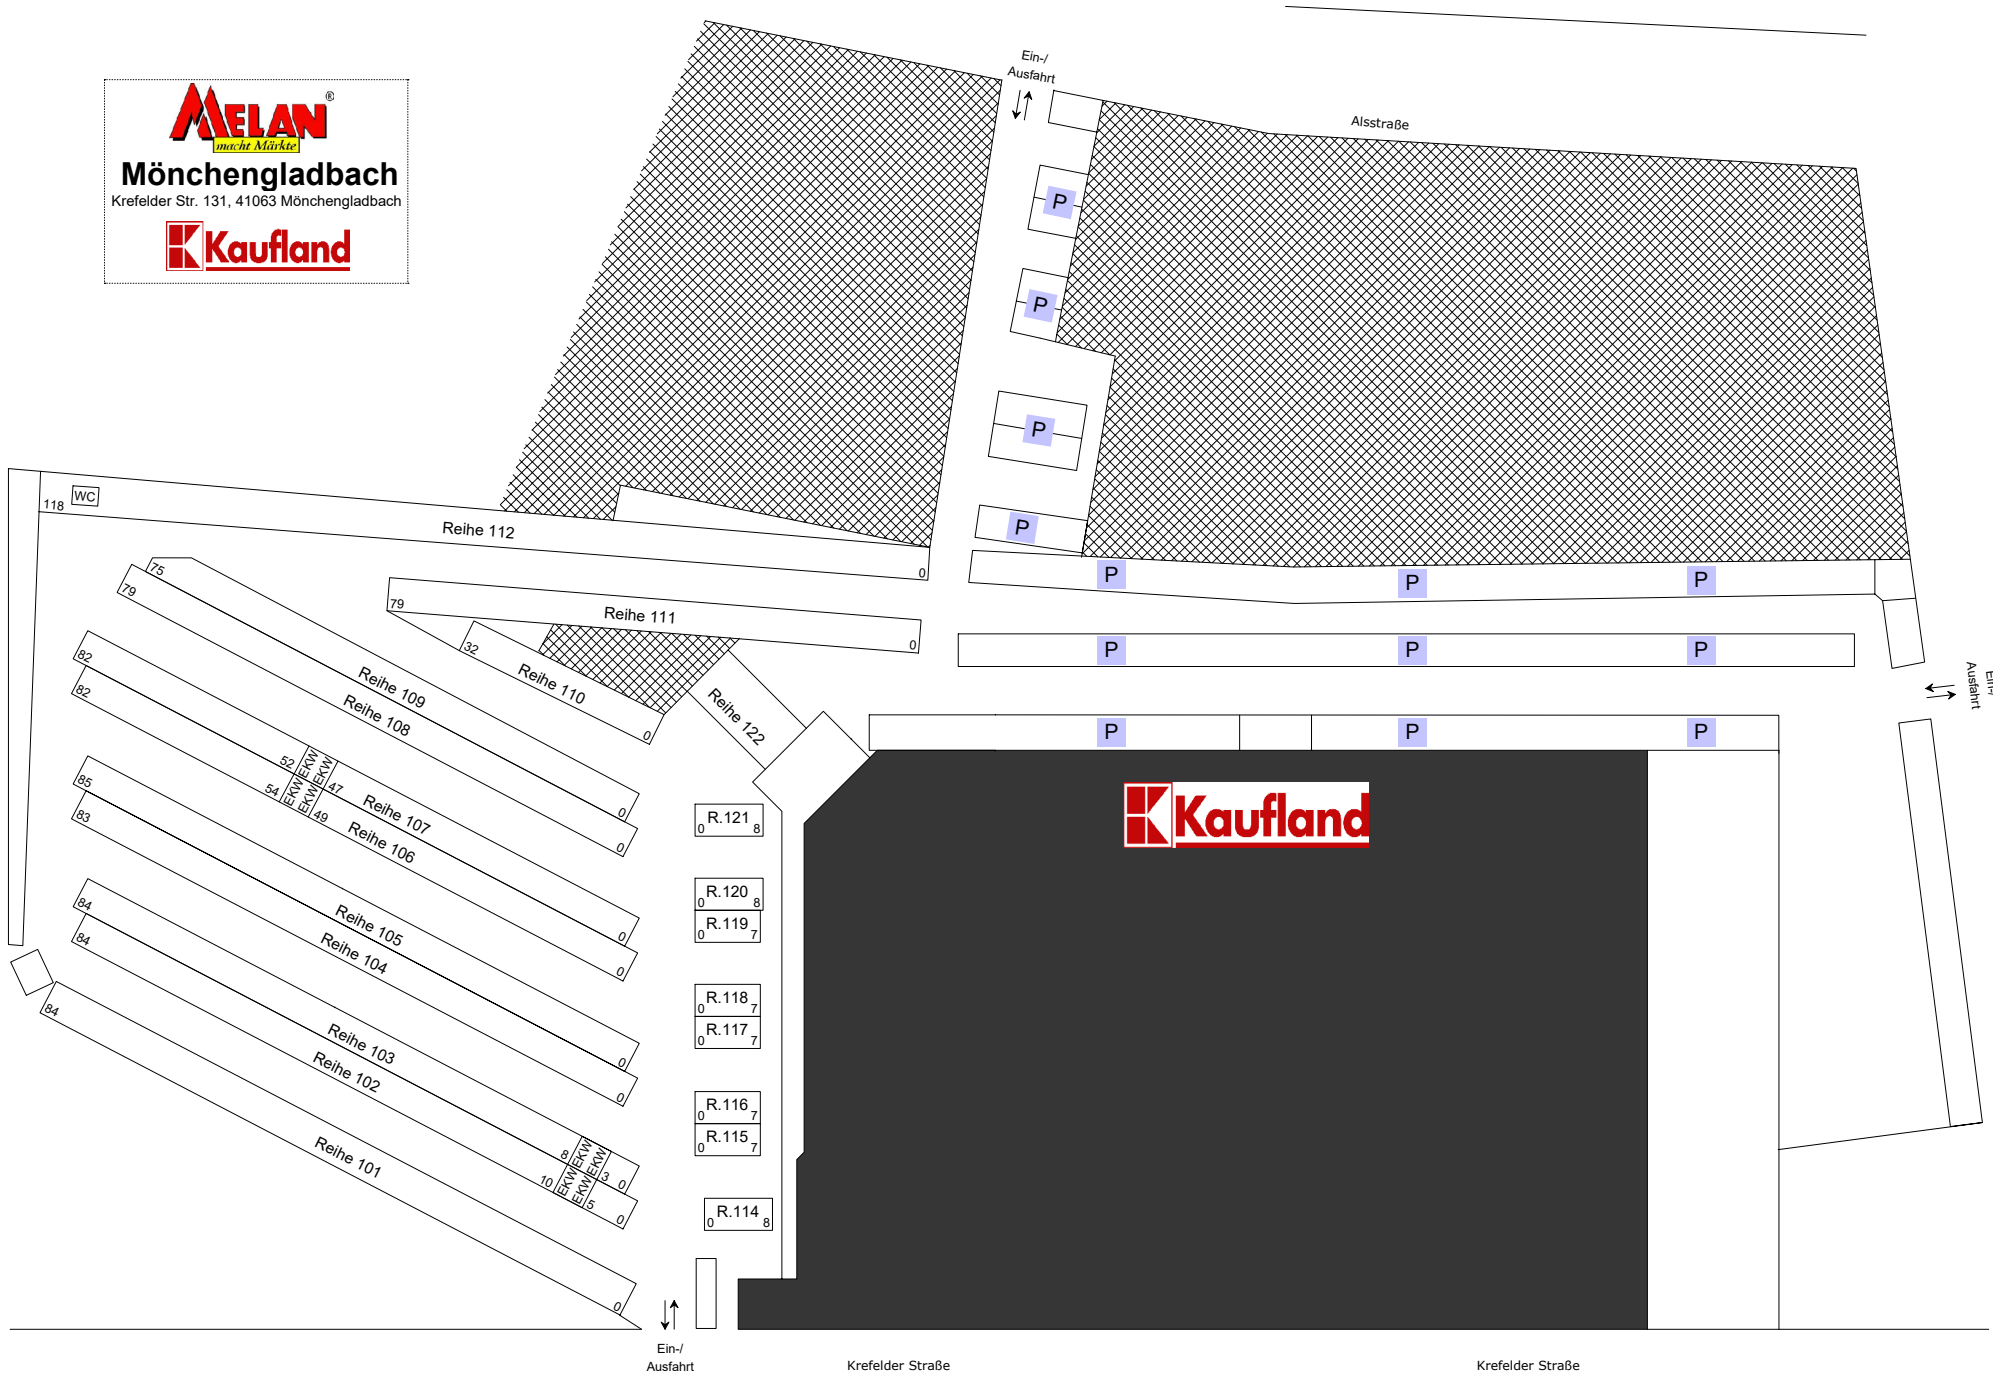 MELAN®
macht Märkte
Mönchengladbach
Krefelder Str. 131, 41063 Mönchengladbach
Kaufland
Ein-/
Ausfahrt
Alsstraße
P
P
P
P
118
WC
Reihe 112
0
P
P
P
79
Reihe 111
0
P
P
P
75
79
Reihe 109
0
Reihe 108
0
32
Reihe 110
0
Reihe 122
Ein-/
Ausfahrt
P
P
P
82
52
EKW
EKW
47
Reihe 107
0
82
54
EKW
EKW
49
Reihe 106
0
Kaufland
85
Reihe 105
0
83
Reihe 104
0
84
Reihe 103
8
EKW
EKW
3
0
84
Reihe 102
10
EKW
EKW
5
0
84
Reihe 101
0
0 R.121 8
0 R.120 8
0 R.119 7
0 R.118 7
0 R.117 7
0 R.116 7
0 R.115 7
0 R.114 8
Ein-/
Ausfahrt
Krefelder Straße
Krefelder Straße